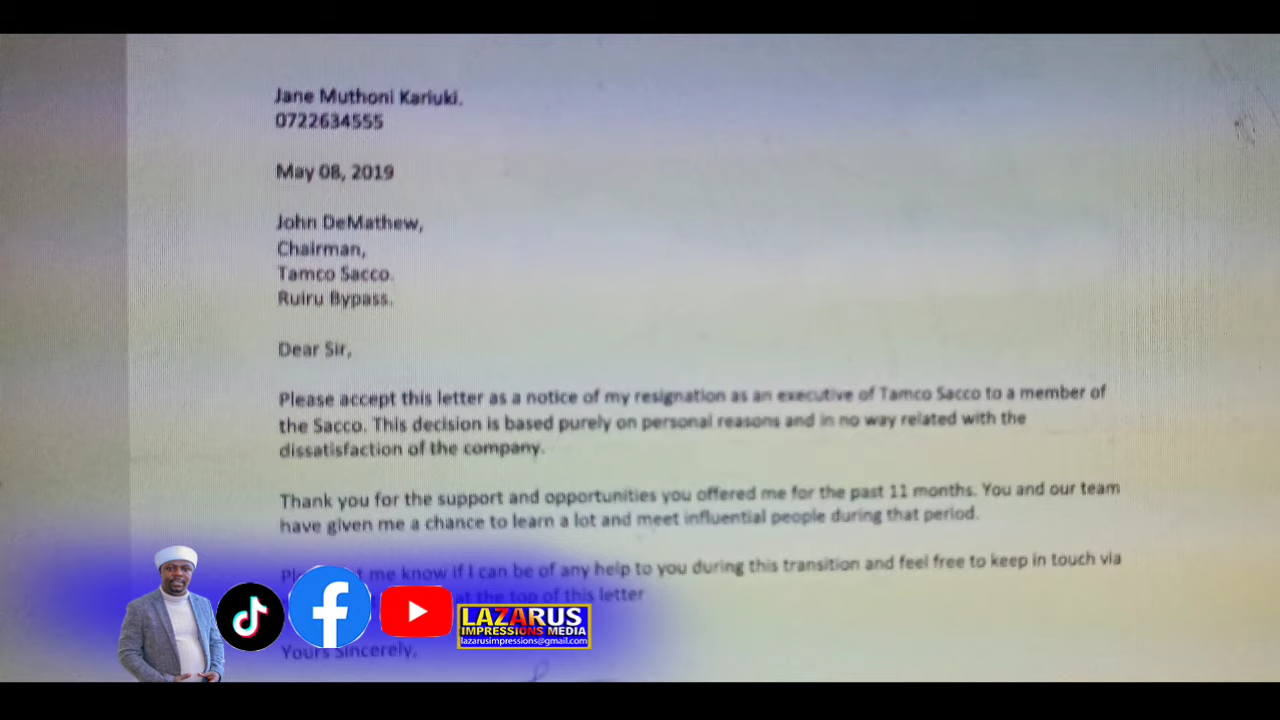 Jane Muthoni Kariuki.
0722634555
May 08, 2019
John DeMathew,
Chairman,
Tamco Sacco.
Ruiru Bypass.
Dear Sir,
Please accept this letter as a notice of my resignation as an executive of Tamco Sacco to a member of
the Sacco. This decision is based purely on personal reasons and in no way related with the
dissatisfaction of the company.
Thank you for the support and opportunities you offered me for the past 11 months. You and our team
have given me a chance to learn a lot and meet influential people during that period.
me know if I can be of any help to you during this transition and feel free to keep in touch via
at the top of this letter
Yours Sincerely,
LAZARUS
IMPRESSIONS MEDIA
lazarusimpressions@gmail.com